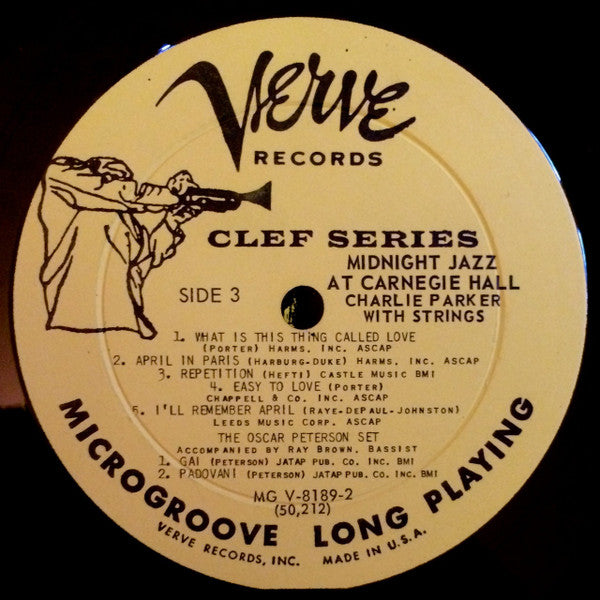 Verve
RECORDS
CLEF SERIES
MIDNIGHT JAZZ
AT CARNEGIE HALL
SIDE 3
CHARLIE PARKER
WITH STRINGS
1. WHAT IS THIS THING CALLED LOVE
(PORTER) HARMS, INC. ASCAP
2. APRIL IN PARIS (HARBURG-DUKE) HARMS, INC. ASCAP
3. REPETITION (HEFTI) CASTLE MUSIC BMI
4. EASY TO LOVE (PORTER)
CHAPPELL & CO. INC. ASCAP
5. I'LL REMEMBER APRIL (RAYE-DEPAUL-JOHNSTON)
LEEDS MUSIC CORP. ASCAP
THE OSCAR PETERSON SET
ACCOMPANIED BY RAY BROWN, BASSIST
1. GAI (PETERSON) JATAP PUB. CO. INC. BMI
2. PADOVANI (PETERSON) JATAP PUB. CO. INC. BMI
MG V-8189-2
(50,212)
MICROGROOVE LONG PLAYING
VERVE RECORDS, INC. MADE IN U.S.A.